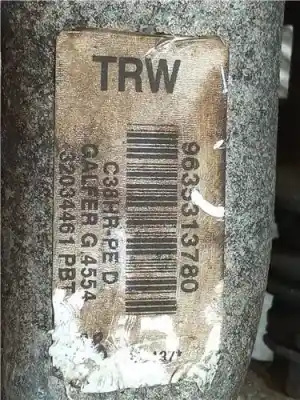 TRW
9635313780
C38HR-PE D
GALFER G 4554
32034461 PBT